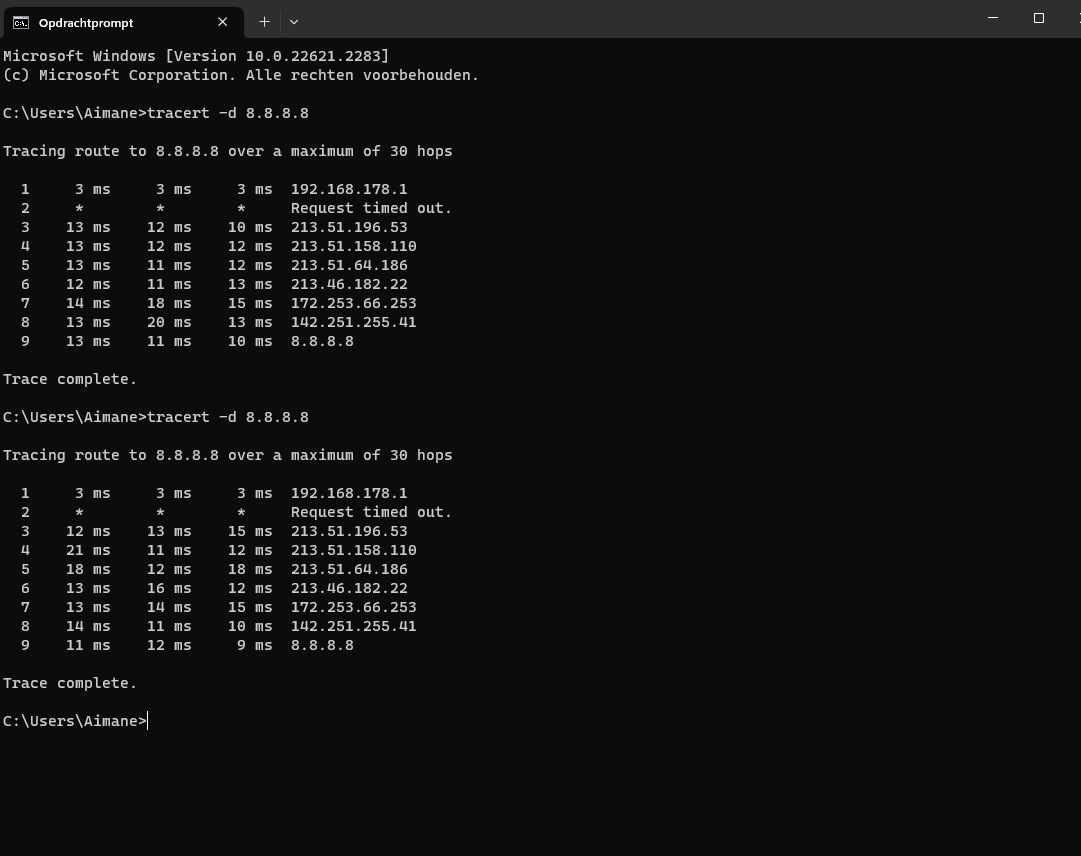 Opdrachtprompt
Microsoft Windows [Version 10.0.22621.2283]
(c) Microsoft Corporation. Alle rechten voorbehouden.
C:\Users\Aimane>tracert -d 8.8.8.8
Tracing route to 8.8.8.8 over a maximum of 30 hops
1 3 ms 3 ms 3 ms 192.168.178.1
2 * * * Request timed out.
3 13 ms 12 ms 10 ms 213.51.196.53
4 13 ms 12 ms 12 ms 213.51.158.110
5 13 ms 11 ms 12 ms 213.51.64.186
6 12 ms 11 ms 13 ms 213.46.182.22
7 14 ms 18 ms 15 ms 172.253.66.253
8 13 ms 20 ms 13 ms 142.251.255.41
9 13 ms 11 ms 10 ms 8.8.8.8
Trace complete.
C:\Users\Aimane>tracert -d 8.8.8.8
Tracing route to 8.8.8.8 over a maximum of 30 hops
1 3 ms 3 ms 3 ms 192.168.178.1
2 * * * Request timed out.
3 12 ms 13 ms 15 ms 213.51.196.53
4 21 ms 11 ms 12 ms 213.51.158.110
5 18 ms 12 ms 18 ms 213.51.64.186
6 13 ms 16 ms 12 ms 213.46.182.22
7 13 ms 14 ms 15 ms 172.253.66.253
8 14 ms 11 ms 10 ms 142.251.255.41
9 11 ms 12 ms 9 ms 8.8.8.8
Trace complete.
C:\Users\Aimane>